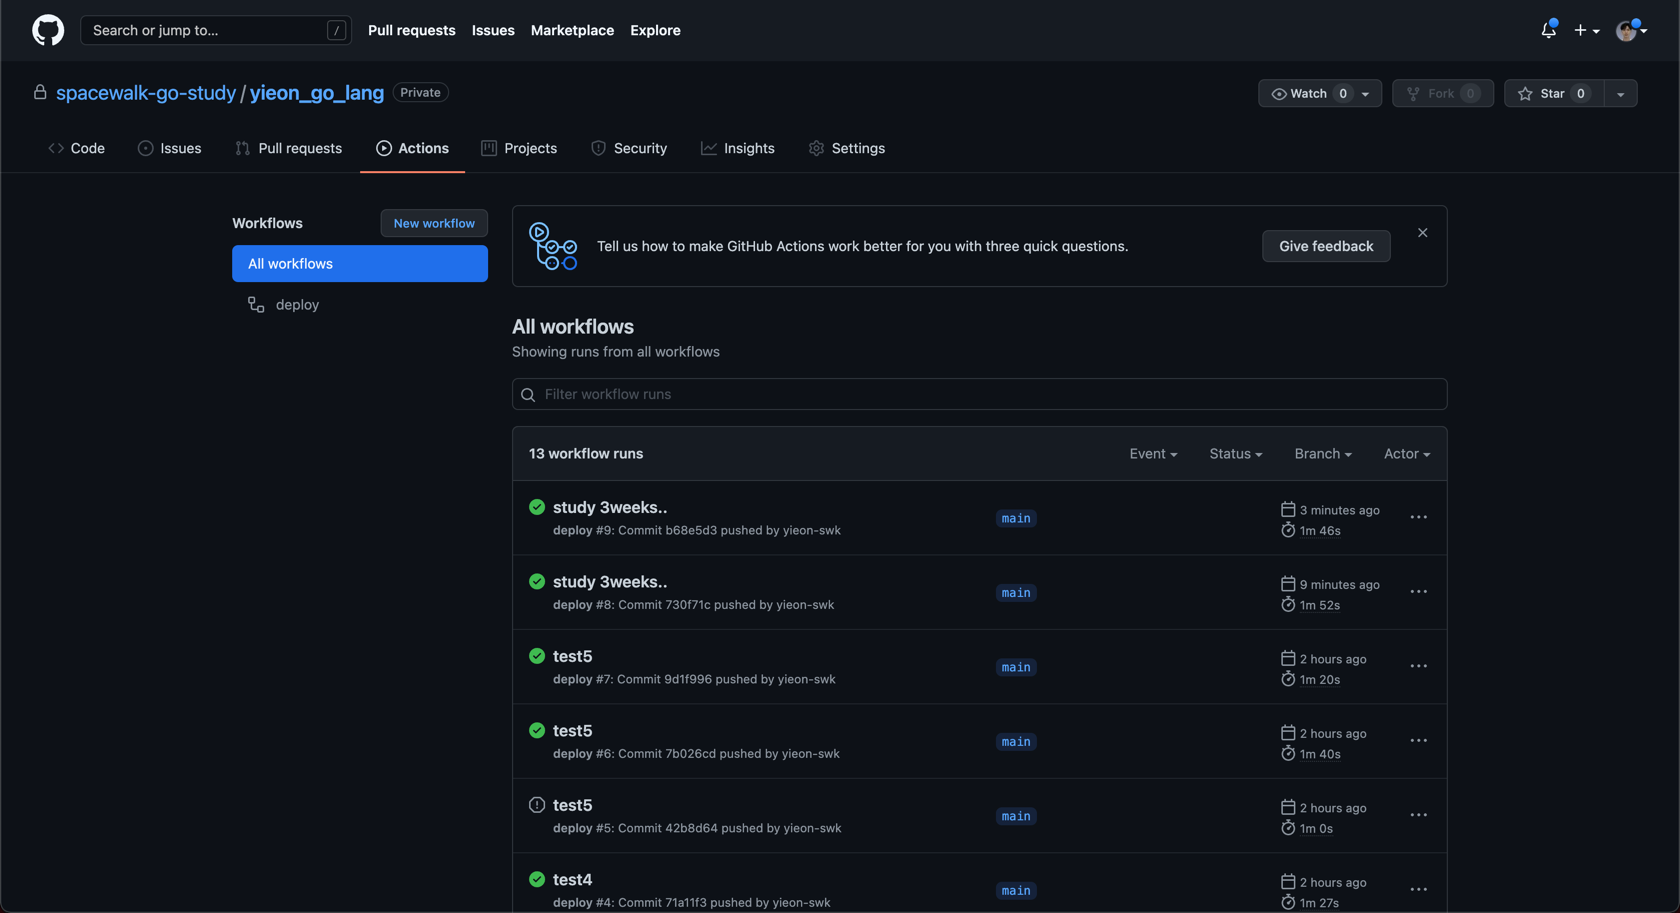 Search or jump to... /
Pull requests Issues Marketplace Explore
spacewalk-go-study / yieon_go_lang Private
Watch 0 Fork 0 Star 0
Code Issues Pull requests Actions Projects Security Insights Settings
Workflows New workflow
All workflows
deploy
Tell us how to make GitHub Actions work better for you with three quick questions.
Give feedback
All workflows
Showing runs from all workflows
Filter workflow runs
13 workflow runs Event Status Branch Actor
study 3weeks..
deploy #9: Commit b68e5d3 pushed by yieon-swk
main
3 minutes ago
1m 46s
study 3weeks..
deploy #8: Commit 730f71c pushed by yieon-swk
main
9 minutes ago
1m 52s
test5
deploy #7: Commit 9d1f996 pushed by yieon-swk
main
2 hours ago
1m 20s
test5
deploy #6: Commit 7b026cd pushed by yieon-swk
main
2 hours ago
1m 40s
test5
deploy #5: Commit 42b8d64 pushed by yieon-swk
main
2 hours ago
1m 0s
test4
deploy #4: Commit 71a11f3 pushed by yieon-swk
main
2 hours ago
1m 27s